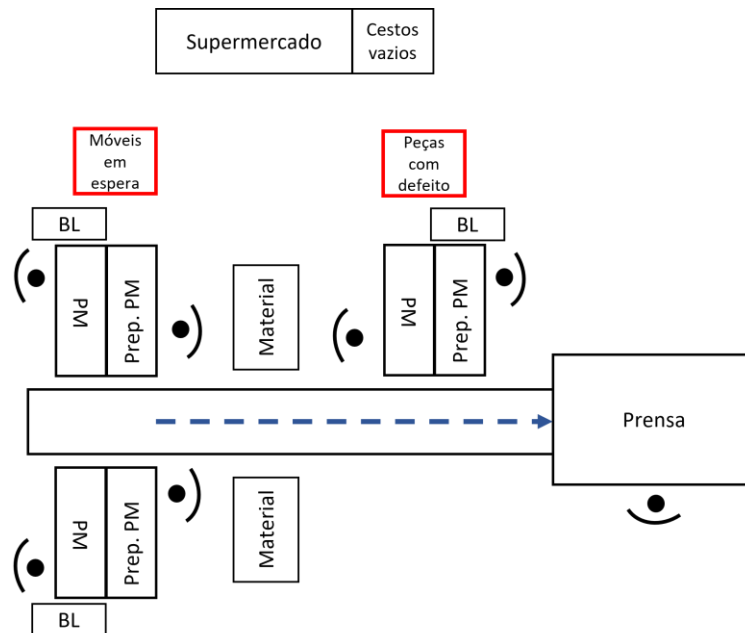 Supermercado
Cestos
vazios
Móveis
em
espera
Peças
com
defeito
BL
BL
PM
Prep. PM
Material
PM
Prep. PM
Prensa
PM
Prep. PM
Material
BL